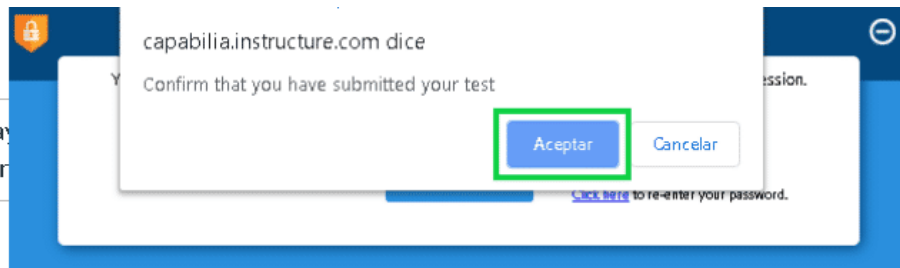 capabilia.instructure.com dice
Confirm that you have submitted your test
ession.
Aceptar
Cancelar
Click here to re-enter your password.